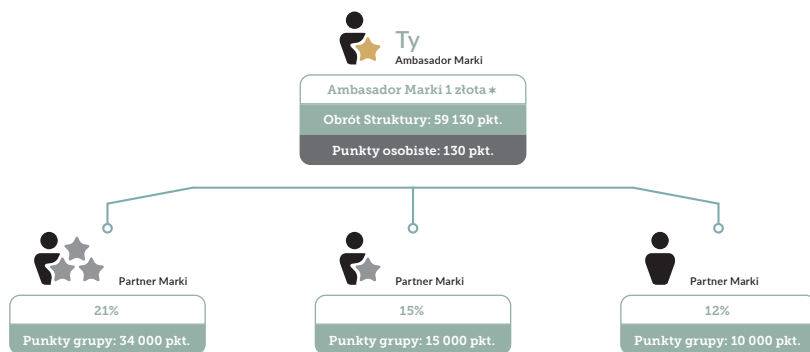 Ty
Ambasador Marki
Ambasador Marki 1 złota ✶
Obrót Struktury: 59 130 pkt.
Punkty osobiste: 130 pkt.
Partner Marki
Partner Marki
Partner Marki
21%
15%
12%
Punkty grupy: 34 000 pkt.
Punkty grupy: 15 000 pkt.
Punkty grupy: 10 000 pkt.